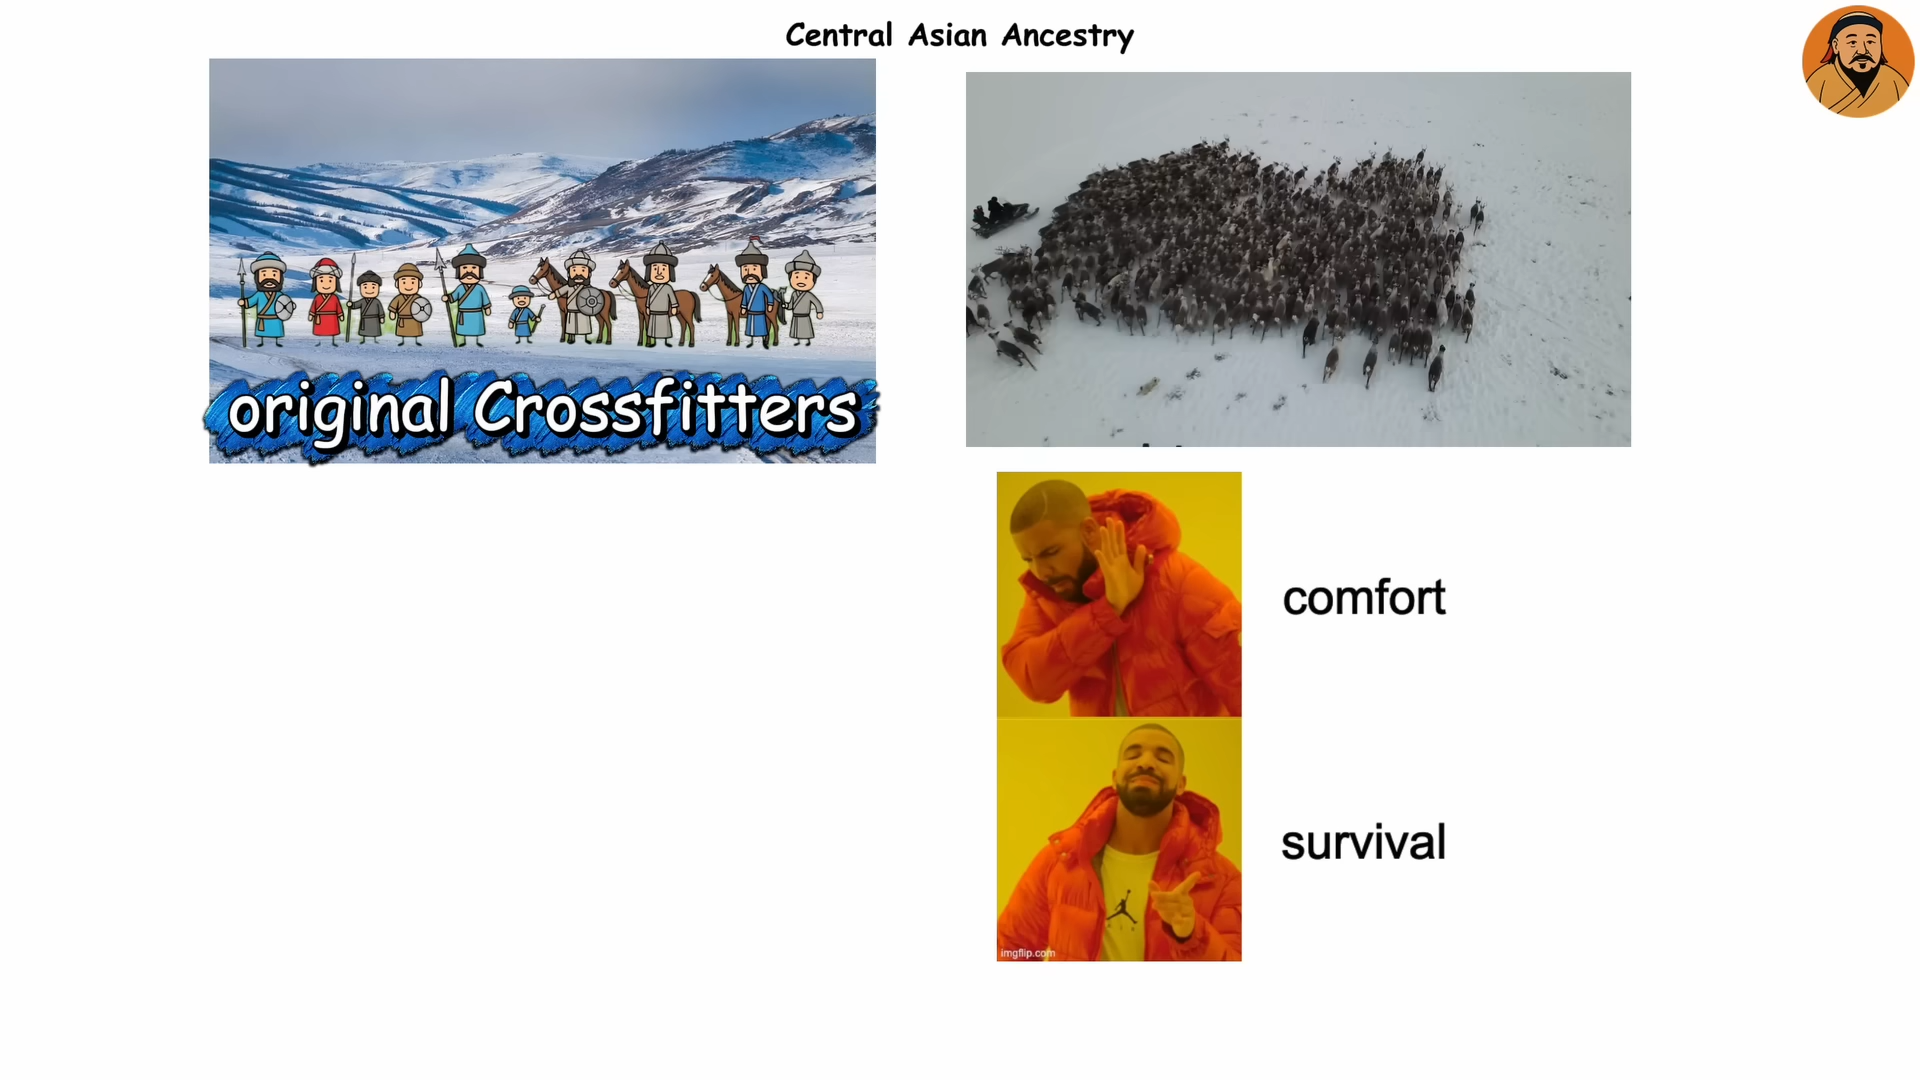 Central Asian Ancestry
original Crossfitters
comfort
survival
imgflip.com